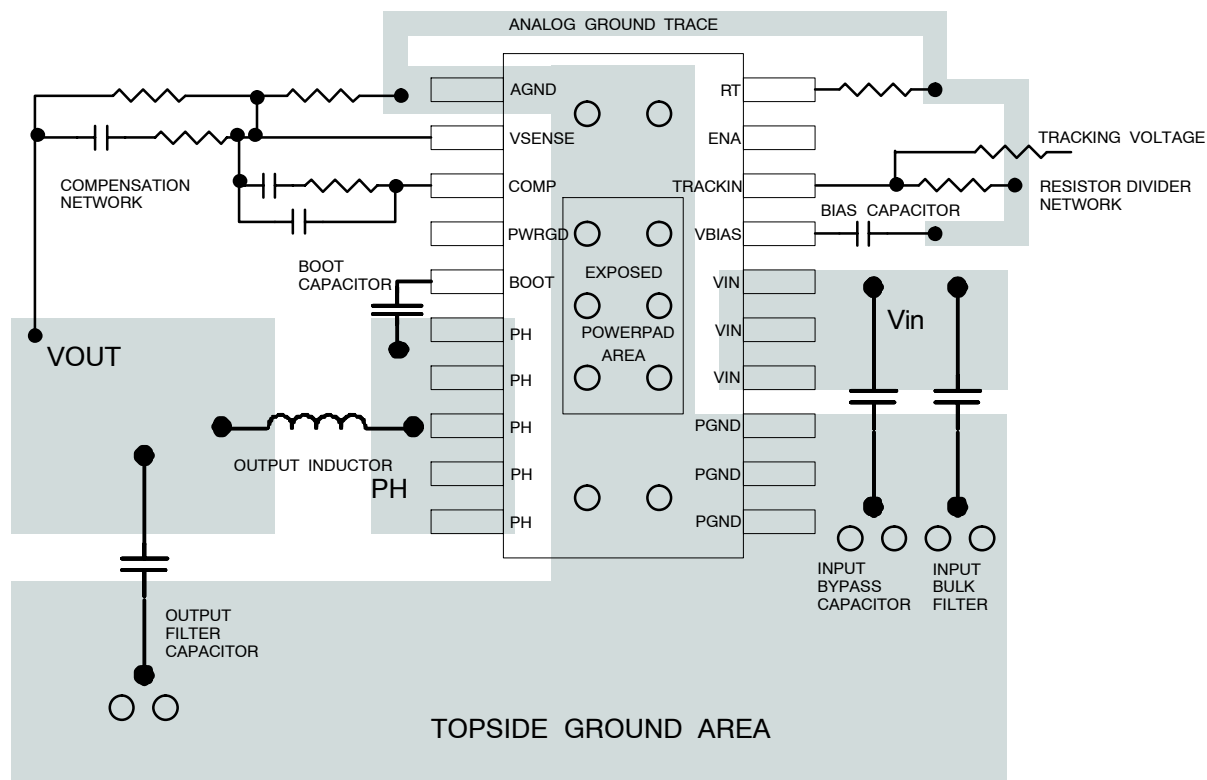 ANALOG GROUND TRACE
AGND
RT
VSENSE
ENA
TRACKING VOLTAGE
COMPENSATION
NETWORK
COMP
TRACKIN
RESISTOR DIVIDER
NETWORK
BIAS CAPACITOR
PWRGD
VBIAS
BOOT
CAPACITOR
BOOT
EXPOSED
POWERPAD
AREA
VIN
Vin
PH
VIN
VOUT
PH
VIN
PH
PGND
OUTPUT INDUCTOR
PH
PH
PGND
PH
PGND
INPUT
BYPASS
CAPACITOR
INPUT
BULK
FILTER
OUTPUT
FILTER
CAPACITOR
TOPSIDE GROUND AREA